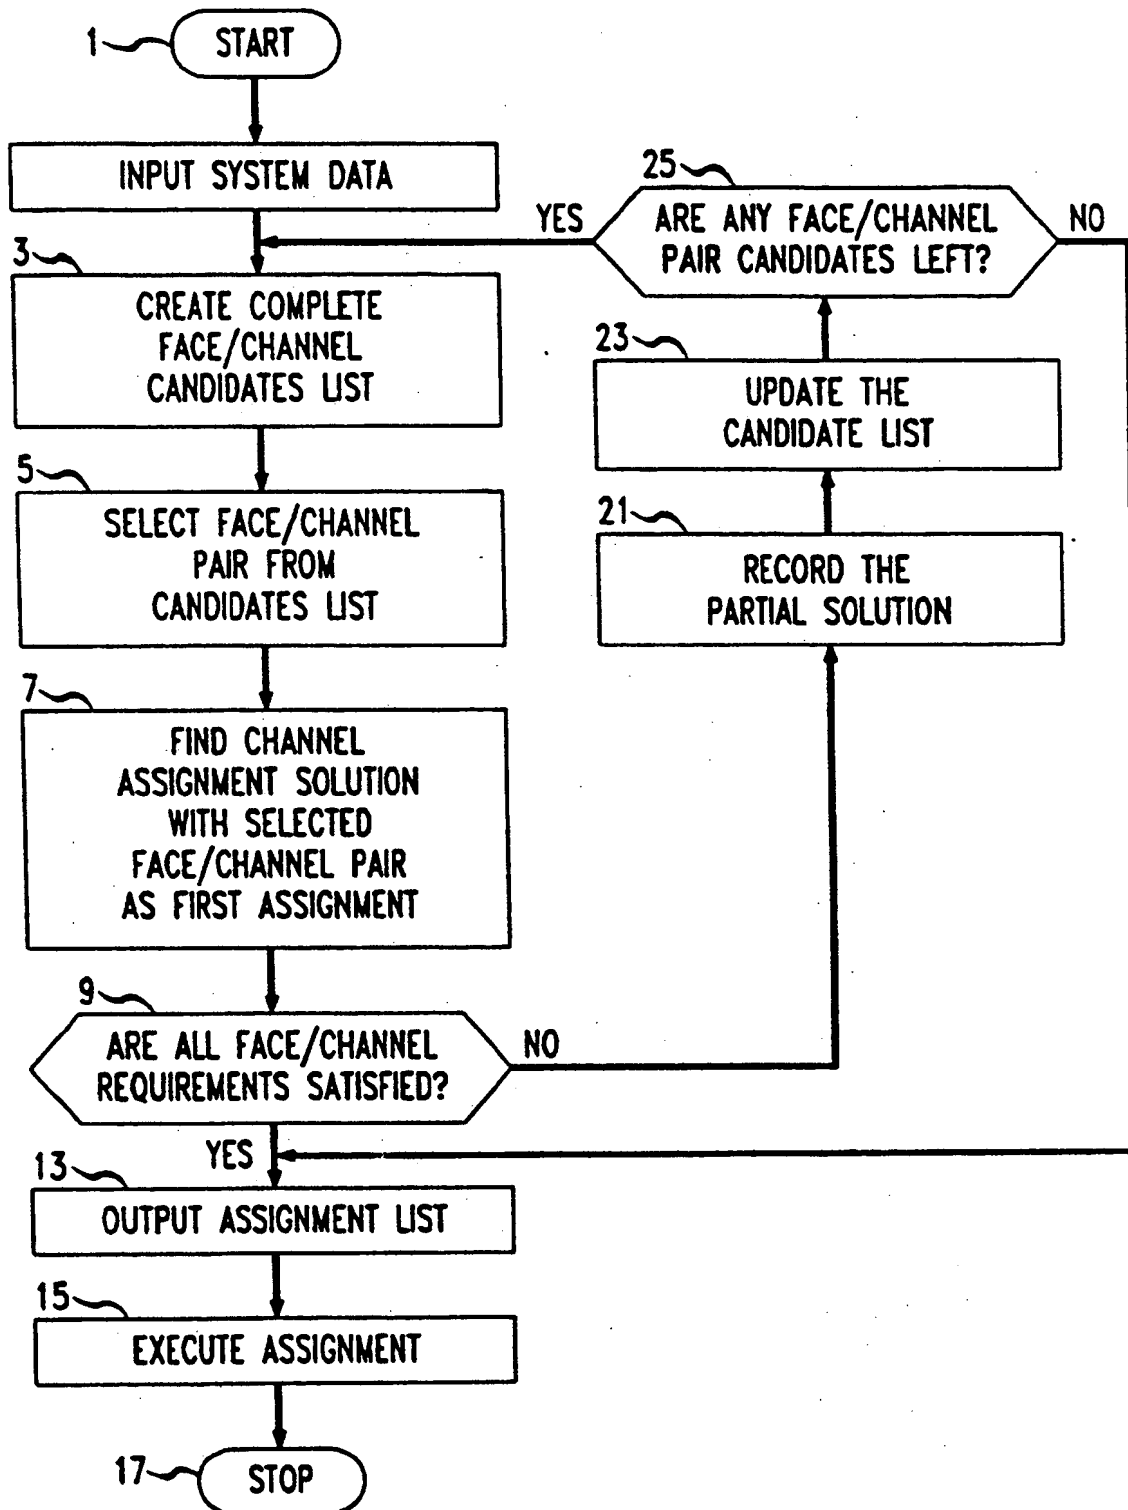 1
START
INPUT SYSTEM DATA
3
CREATE COMPLETE
FACE/CHANNEL
CANDIDATES LIST
5
SELECT FACE/CHANNEL
PAIR FROM
CANDIDATES LIST
7
FIND CHANNEL
ASSIGNMENT SOLUTION
WITH SELECTED
FACE/CHANNEL PAIR
AS FIRST ASSIGNMENT
9
ARE ALL FACE/CHANNEL
REQUIREMENTS SATISFIED?
NO
YES
13
OUTPUT ASSIGNMENT LIST
15
EXECUTE ASSIGNMENT
17
STOP
25
YES
ARE ANY FACE/CHANNEL
PAIR CANDIDATES LEFT?
NO
23
UPDATE THE
CANDIDATE LIST
21
RECORD THE
PARTIAL SOLUTION